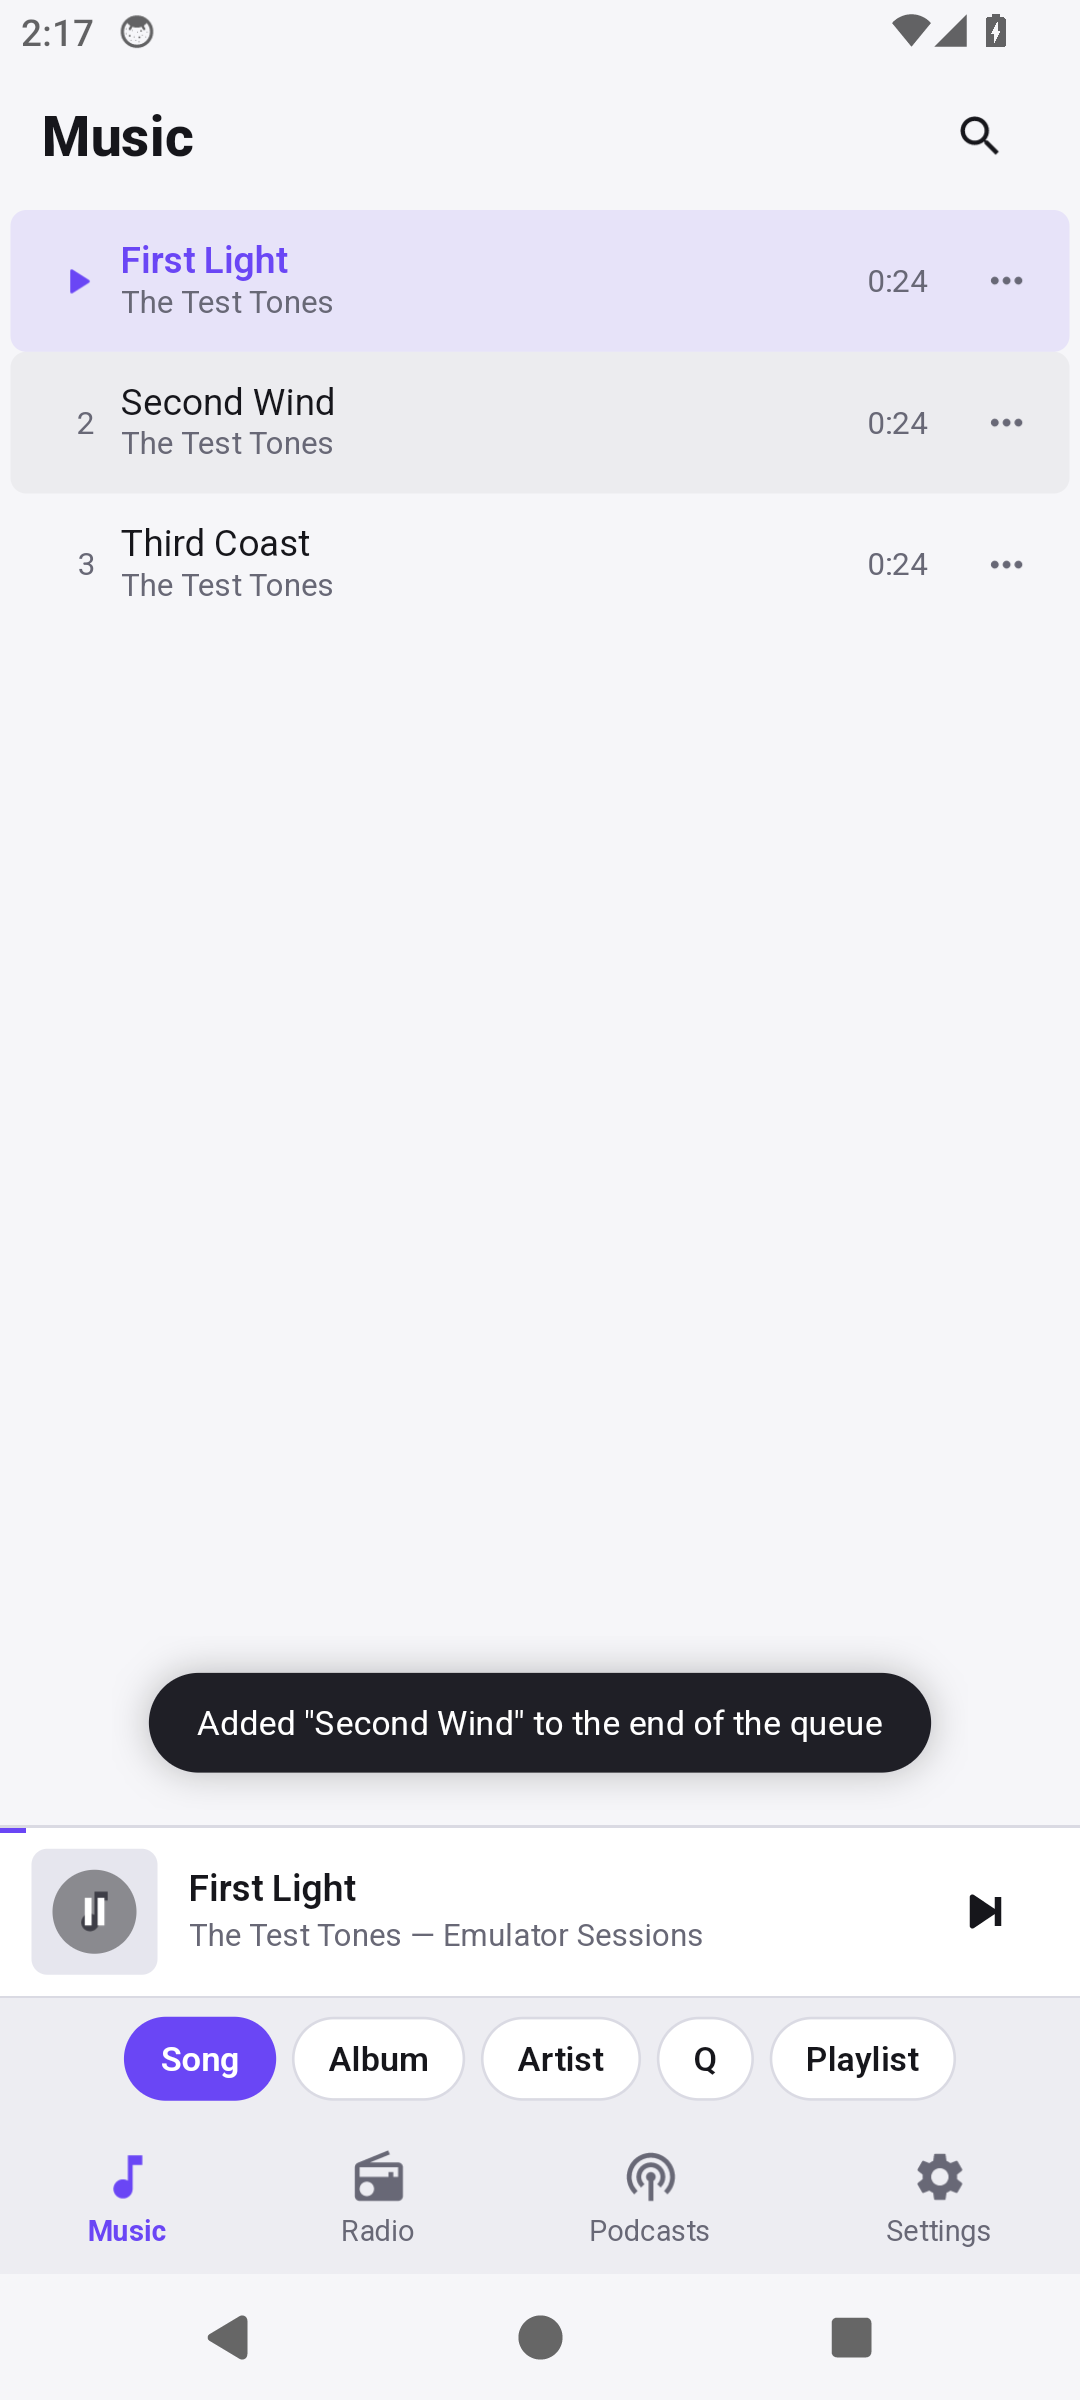 2:17
Music
First Light
The Test Tones
0:24
2
Second Wind
The Test Tones
0:24
3
Third Coast
The Test Tones
0:24
Added "Second Wind" to the end of the queue
First Light
The Test Tones — Emulator Sessions
Song Album Artist Q Playlist
Music Radio Podcasts Settings